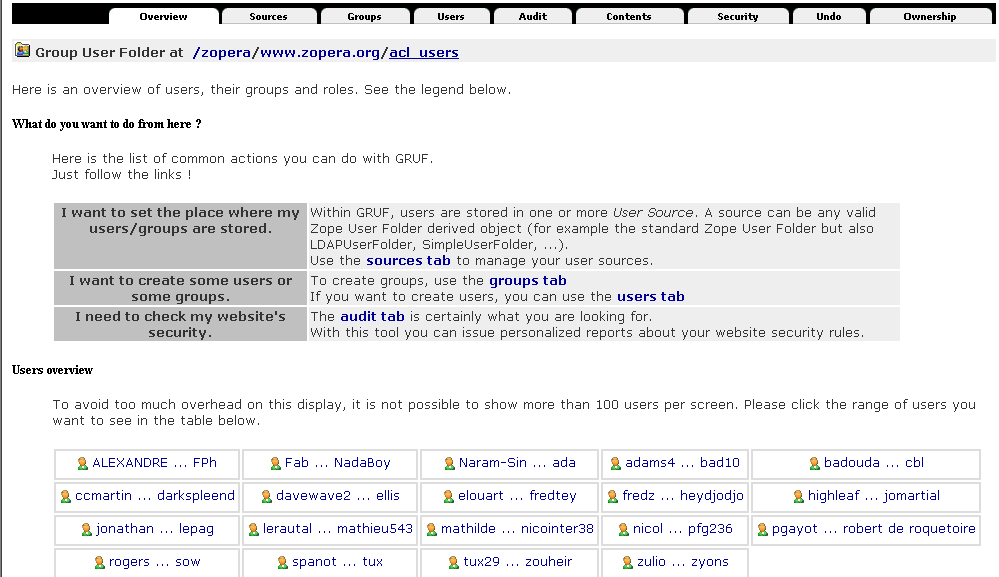 Overview Sources Groups Users Audit Contents Security Undo Ownership
Group User Folder at /zopera/www.zopera.org/acl_users
Here is an overview of users, their groups and roles. See the legend below.
What do you want to do from here ?
Here is the list of common actions you can do with GRUF.
Just follow the links !
I want to set the place where my
users/groups are stored.
Within GRUF, users are stored in one or more User Source. A source can be any valid
Zope User Folder derived object (for example the standard Zope User Folder but also
LDAPUserFolder, SimpleUserFolder, ...).
Use the sources tab to manage your user sources.
I want to create some users or
some groups.
To create groups, use the groups tab
If you want to create users, you can use the users tab
I need to check my website's
security.
The audit tab is certainly what you are looking for.
With this tool you can issue personalized reports about your website security rules.
Users overview
To avoid too much overhead on this display, it is not possible to show more than 100 users per screen. Please click the range of users you
want to see in the table below.
ALEXANDRE ... FPh Fab ... NadaBoy Naram-Sin ... ada adams4 ... bad10 badouda ... cbl
ccmartin ... darkspleend davewave2 ... ellis elouart ... fredtey fredz ... heydjodjo highleaf ... jomartial
jonathan ... lepag lerautal ... mathieu543 mathilde ... nicointer38 nicol ... pfg236 pgayot ... robert de roquetoire
rogers ... sow spanot ... tux tux29 ... zouheir zulio ... zyons